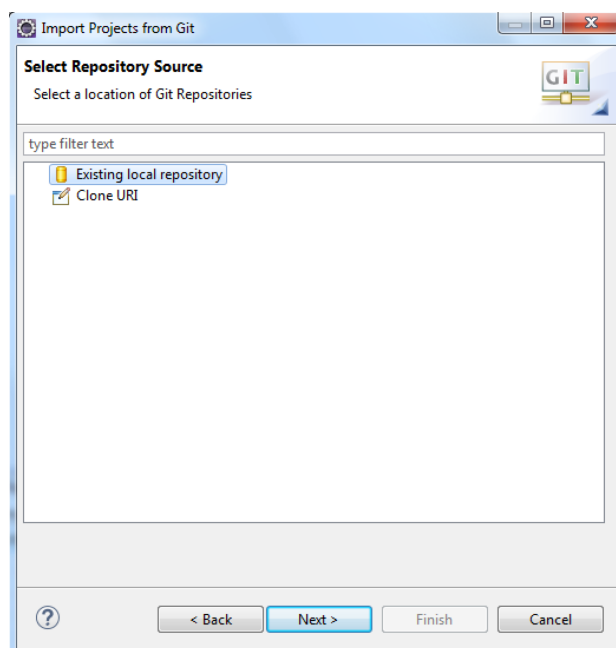 Import Projects from Git
Select Repository Source
Select a location of Git Repositories
GIT
type filter text
Existing local repository
Clone URI
? < Back Next > Finish Cancel